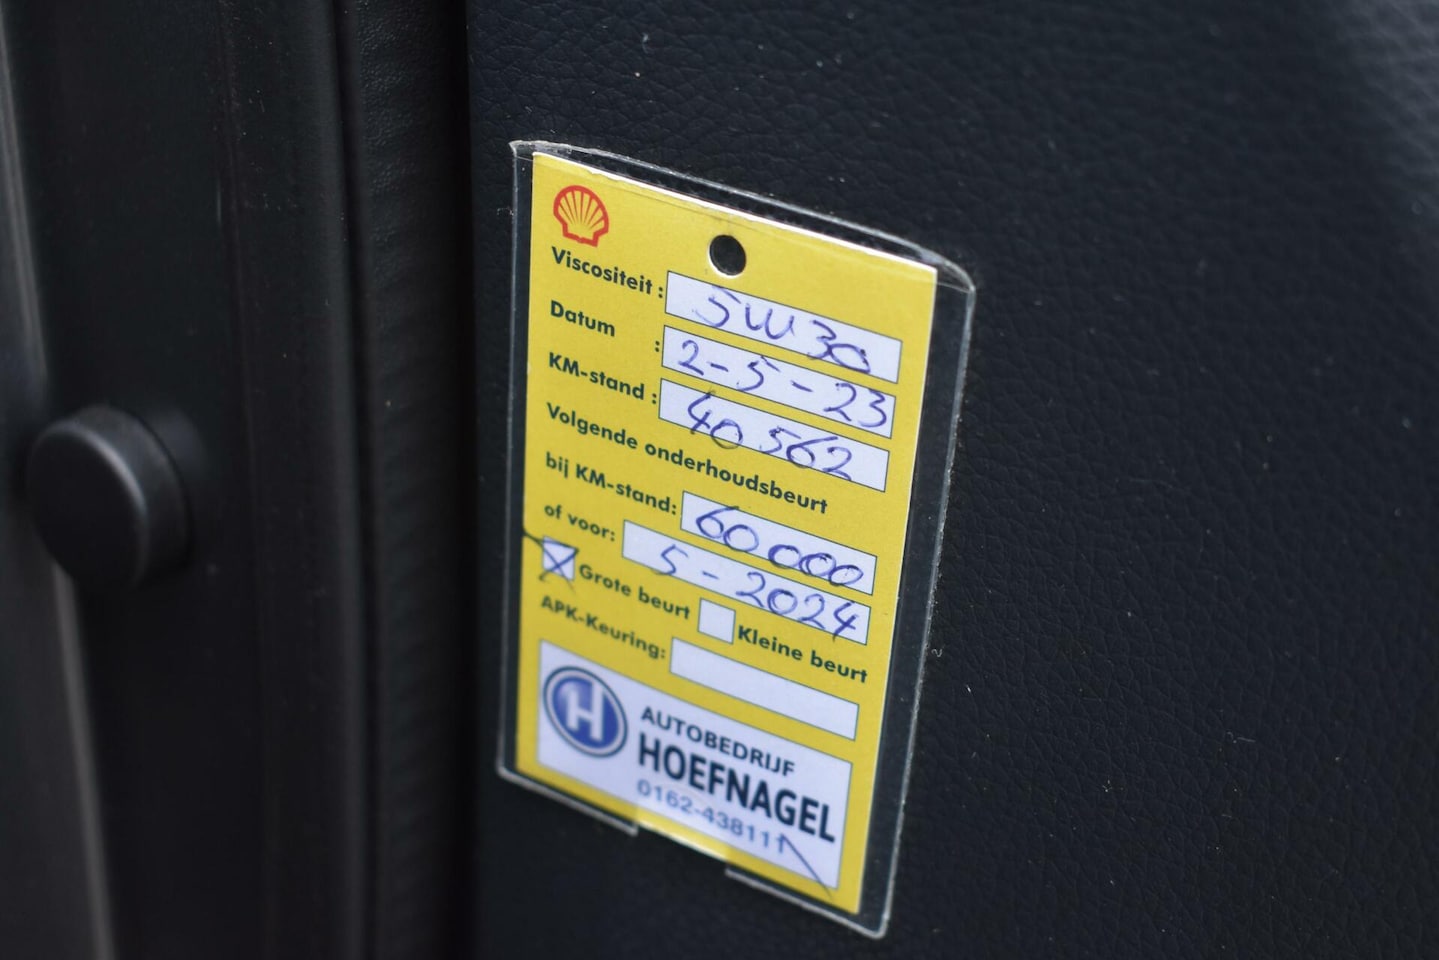 Viscositeit : 5W30
Datum : 2-5-23
KM-stand : 40562
Volgende onderhoudsbeurt
bij KM-stand: 60000
of voor: 5-2024
Grote beurt Kleine beurt
APK-Keuring:
H
AUTOBEDRIJF
HOEFNAGEL
0162-438111